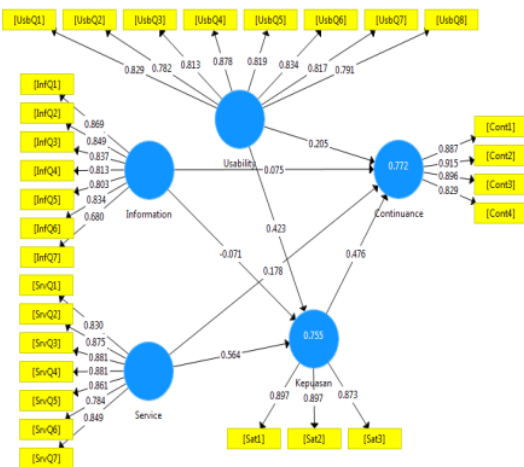 [UsbQ1] [UsbQ2] [UsbQ3] [UsbQ4] [UsbQ5] [UsbQ6] [UsbQ7] [UsbQ8]
0.829 0.782 0.813 0.878 0.819 0.834 0.817 0.791
[InfQ1]
[InfQ2]
[InfQ3]
[InfQ4]
[InfQ5]
[InfQ6]
[InfQ7]
0.869
0.849
0.837
0.813
0.803
0.834
0.680
Information
Usability
0.205
0.075
0.423
-0.071
0.178
0.476
0.564
0.772
Continuance
0.887
0.915
0.896
0.829
[Cont1]
[Cont2]
[Cont3]
[Cont4]
[SrvQ1]
[SrvQ2]
[SrvQ3]
[SrvQ4]
[SrvQ5]
[SrvQ6]
[SrvQ7]
0.830
0.875
0.881
0.881
0.861
0.784
0.849
Service
0.755
Kepuasan
0.897 0.897 0.873
[Sat1] [Sat2] [Sat3]